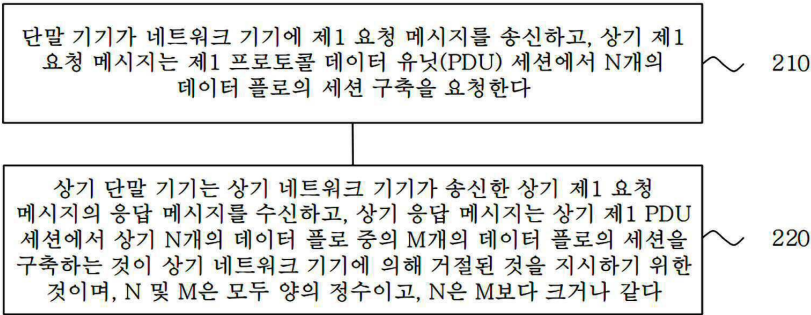 단말 기기가 네트워크 기기에 제1 요청 메시지를 송신하고, 상기 제1
요청 메시지는 제1 프로토콜 데이터 유닛(PDU) 세션에서 N개의
데이터 플로의 세션 구축을 요청한다
210
상기 단말 기기는 상기 네트워크 기기가 송신한 상기 제1 요청
메시지의 응답 메시지를 수신하고, 상기 응답 메시지는 상기 제1 PDU
세션에서 상기 N개의 데이터 플로 중의 M개의 데이터 플로의 세션을
구축하는 것이 상기 네트워크 기기에 의해 거절된 것을 지시하기 위한
것이며, N 및 M은 모두 양의 정수이고, N은 M보다 크거나 같다
220